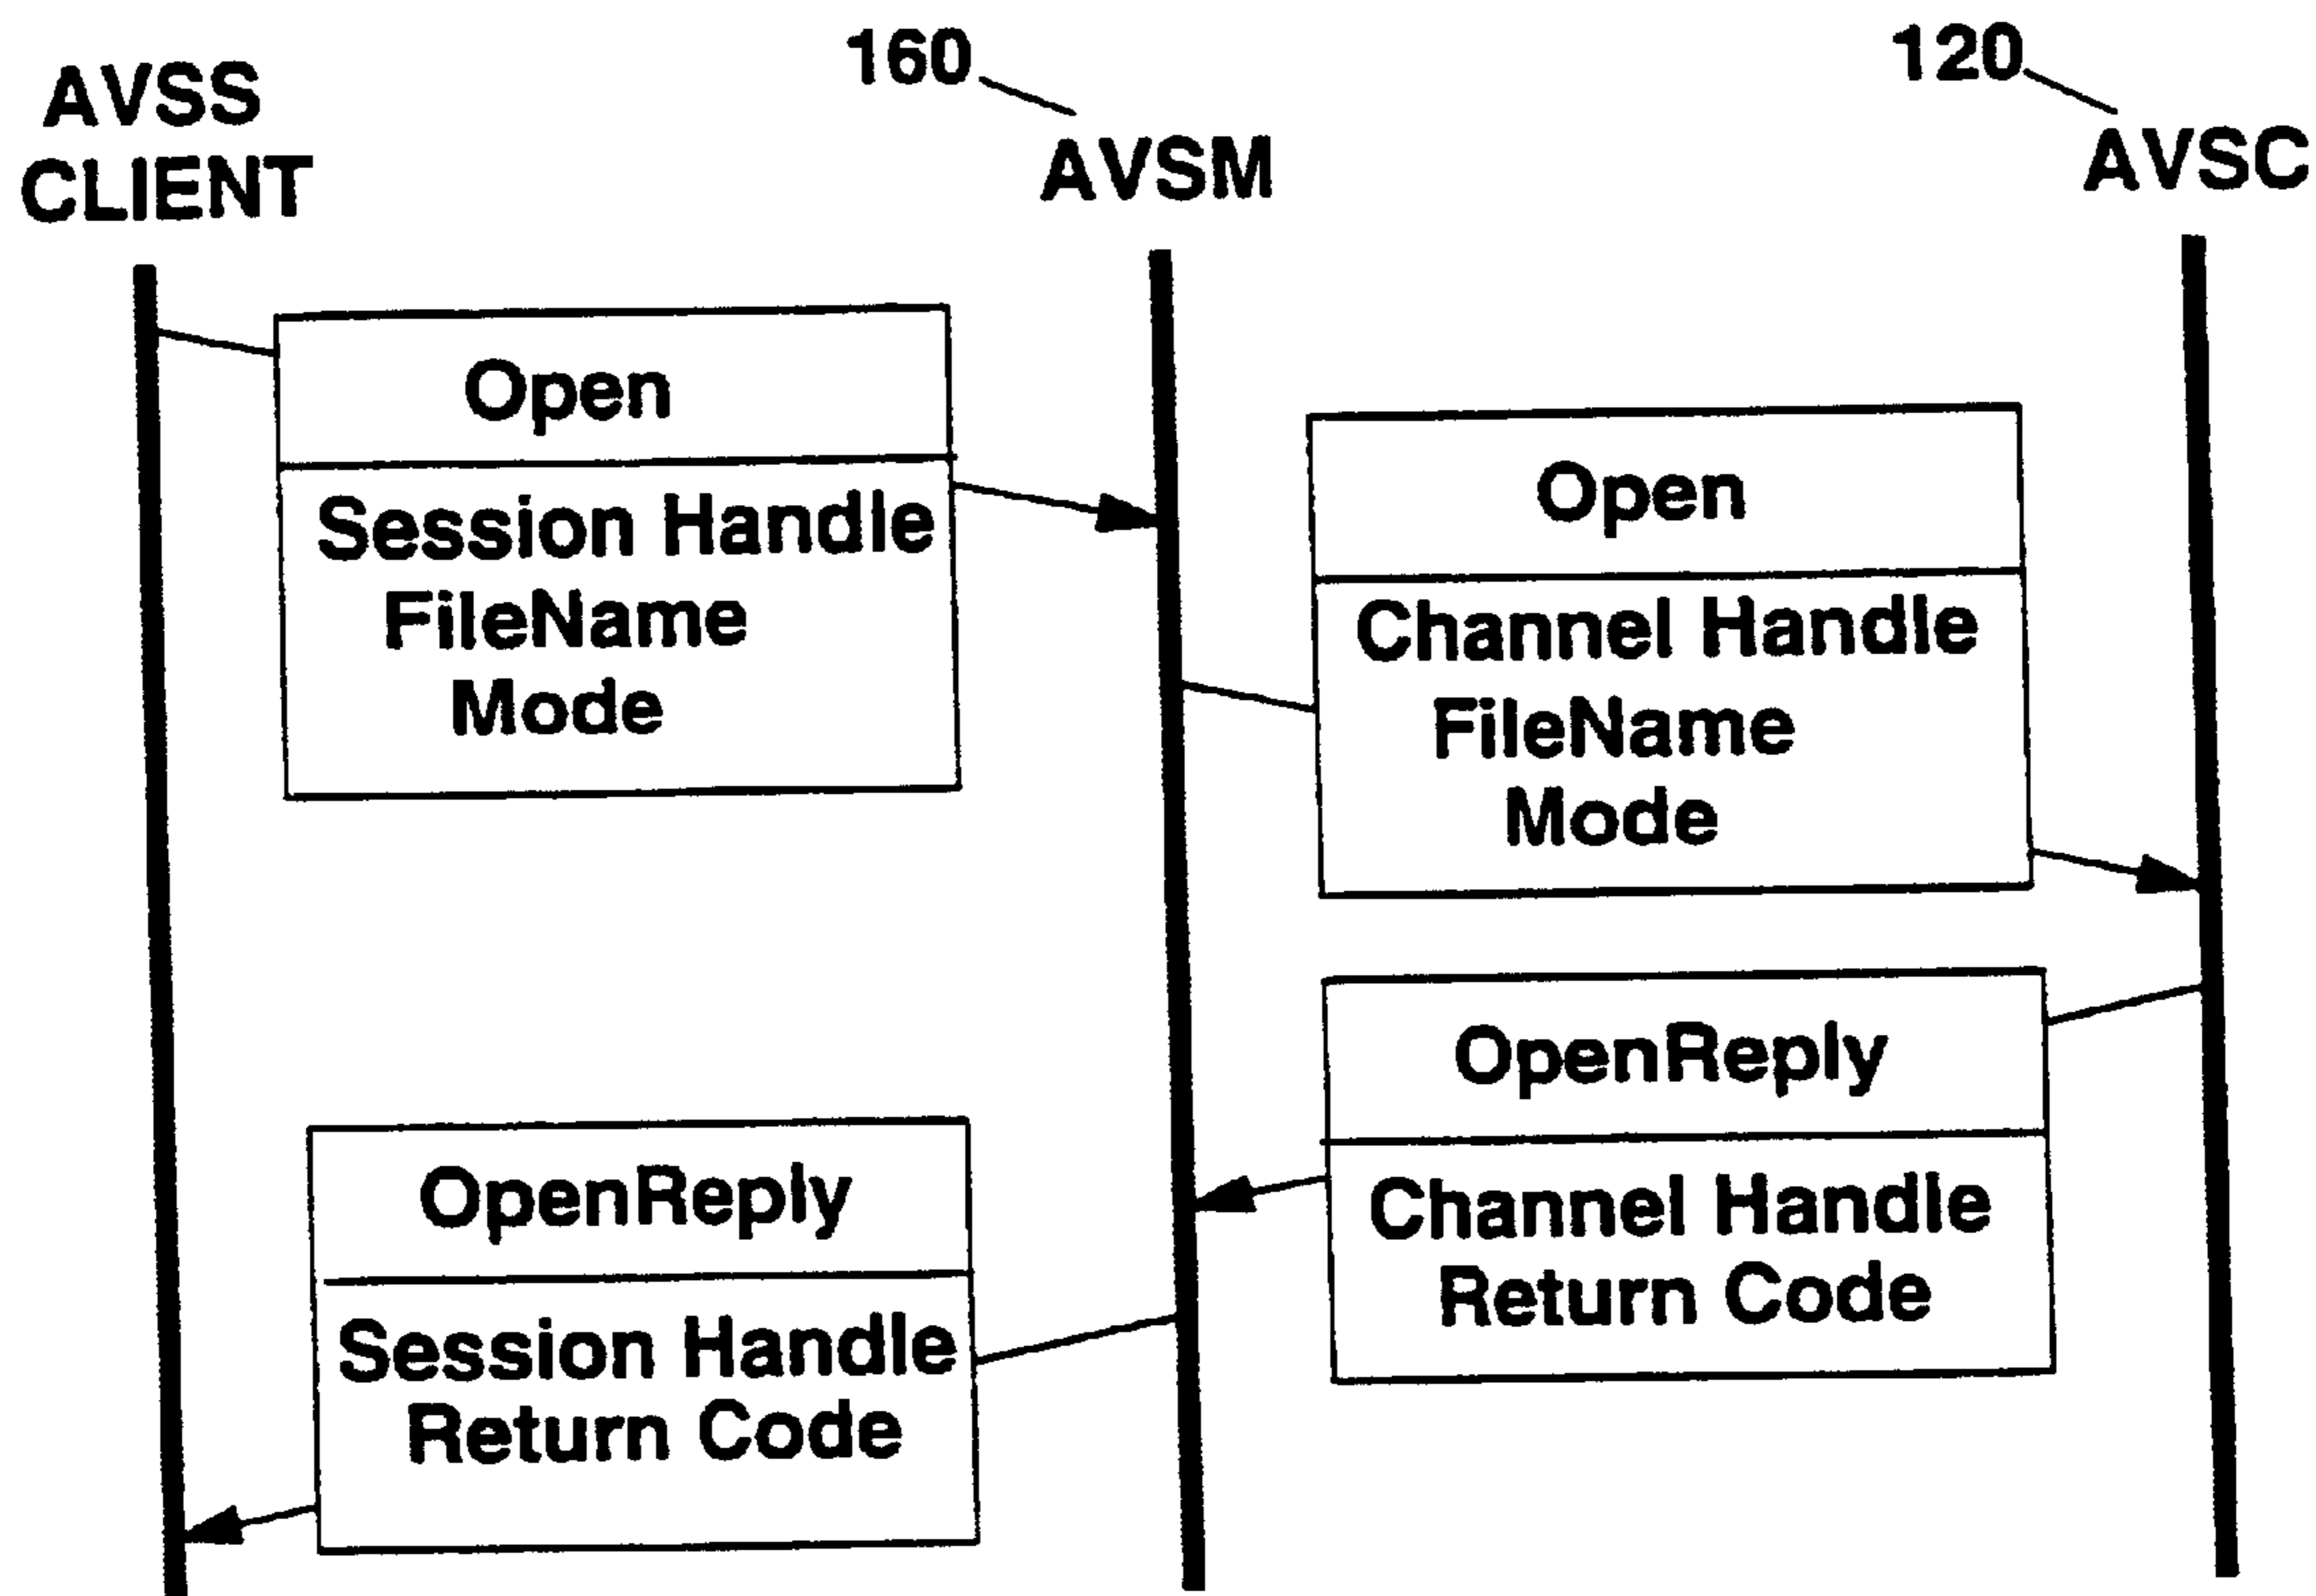 160
120
AVSS
CLIENT
AVSM
AVSC
Open
Session Handle
FileName
Mode
Open
Channel Handle
FileName
Mode
OpenReply
Channel Handle
Return Code
OpenReply
Session Handle
Return Code